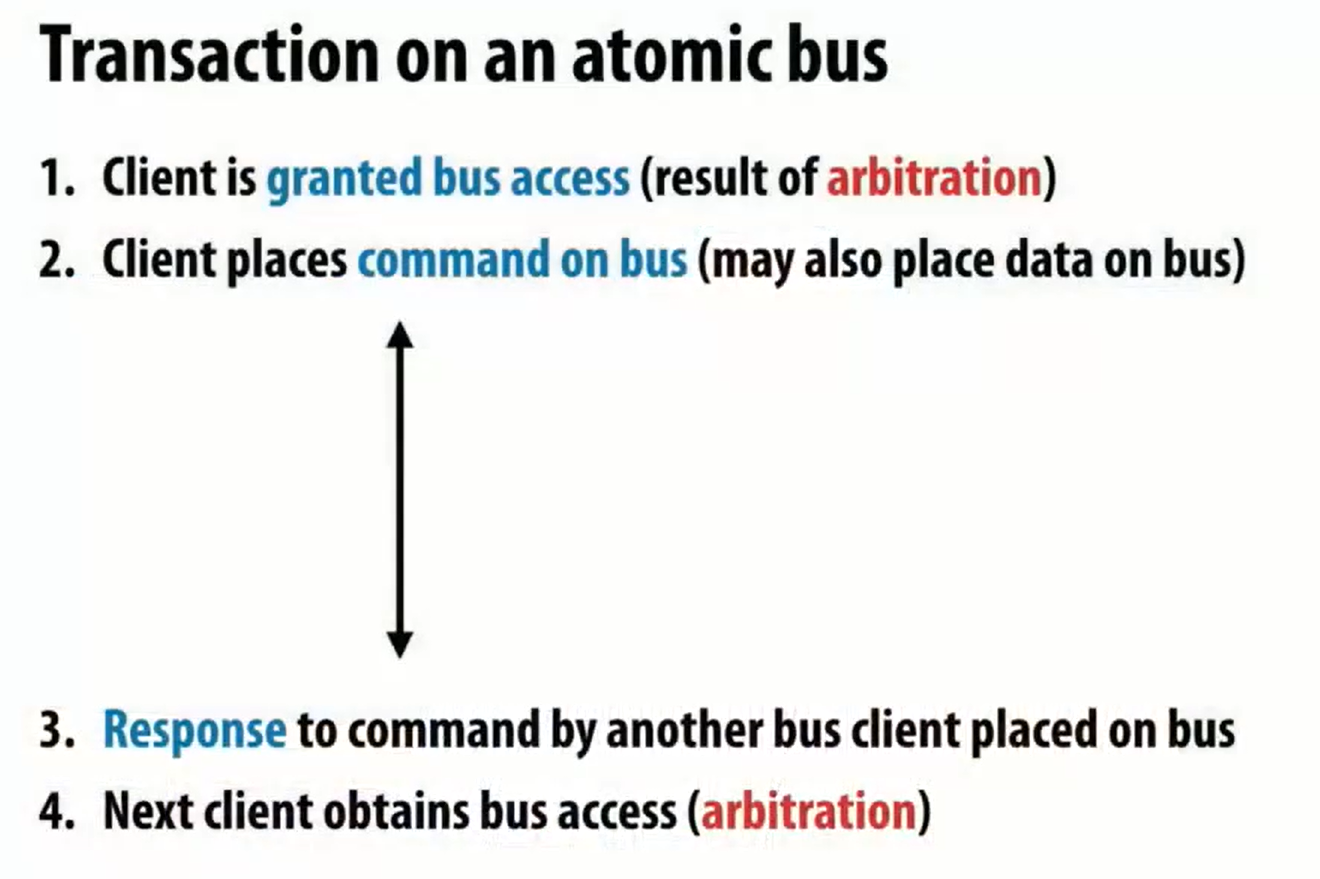 Transaction on an atomic bus
1. Client is granted bus access (result of arbitration)
2. Client places command on bus (may also place data on bus)
3. Response to command by another bus client placed on bus
4. Next client obtains bus access (arbitration)